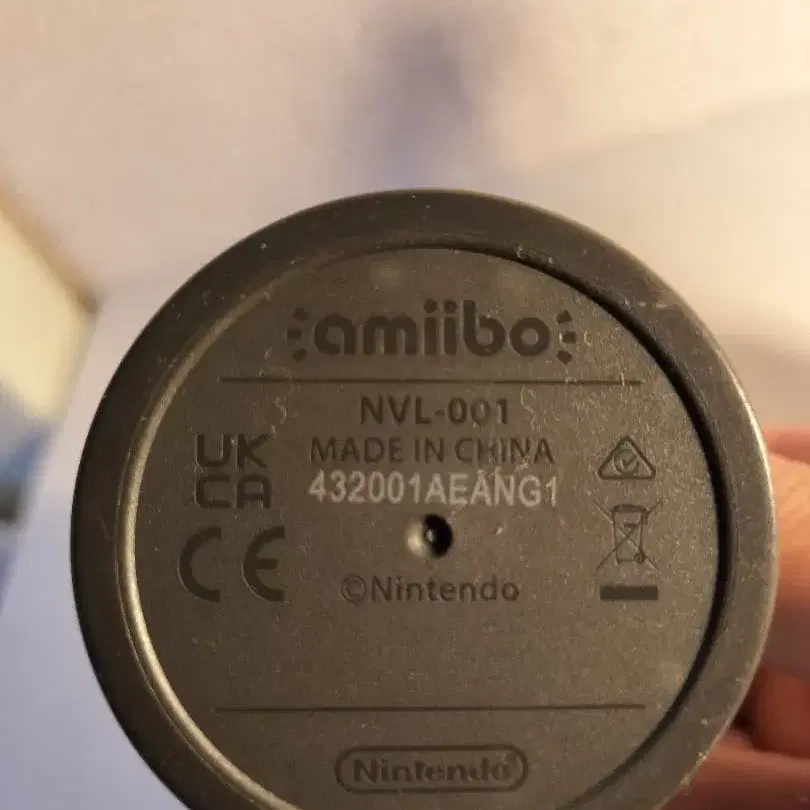 amiibo
NVL-001
MADE IN CHINA
432001AEANG1
UK
CA
CE
©Nintendo
Nintendo